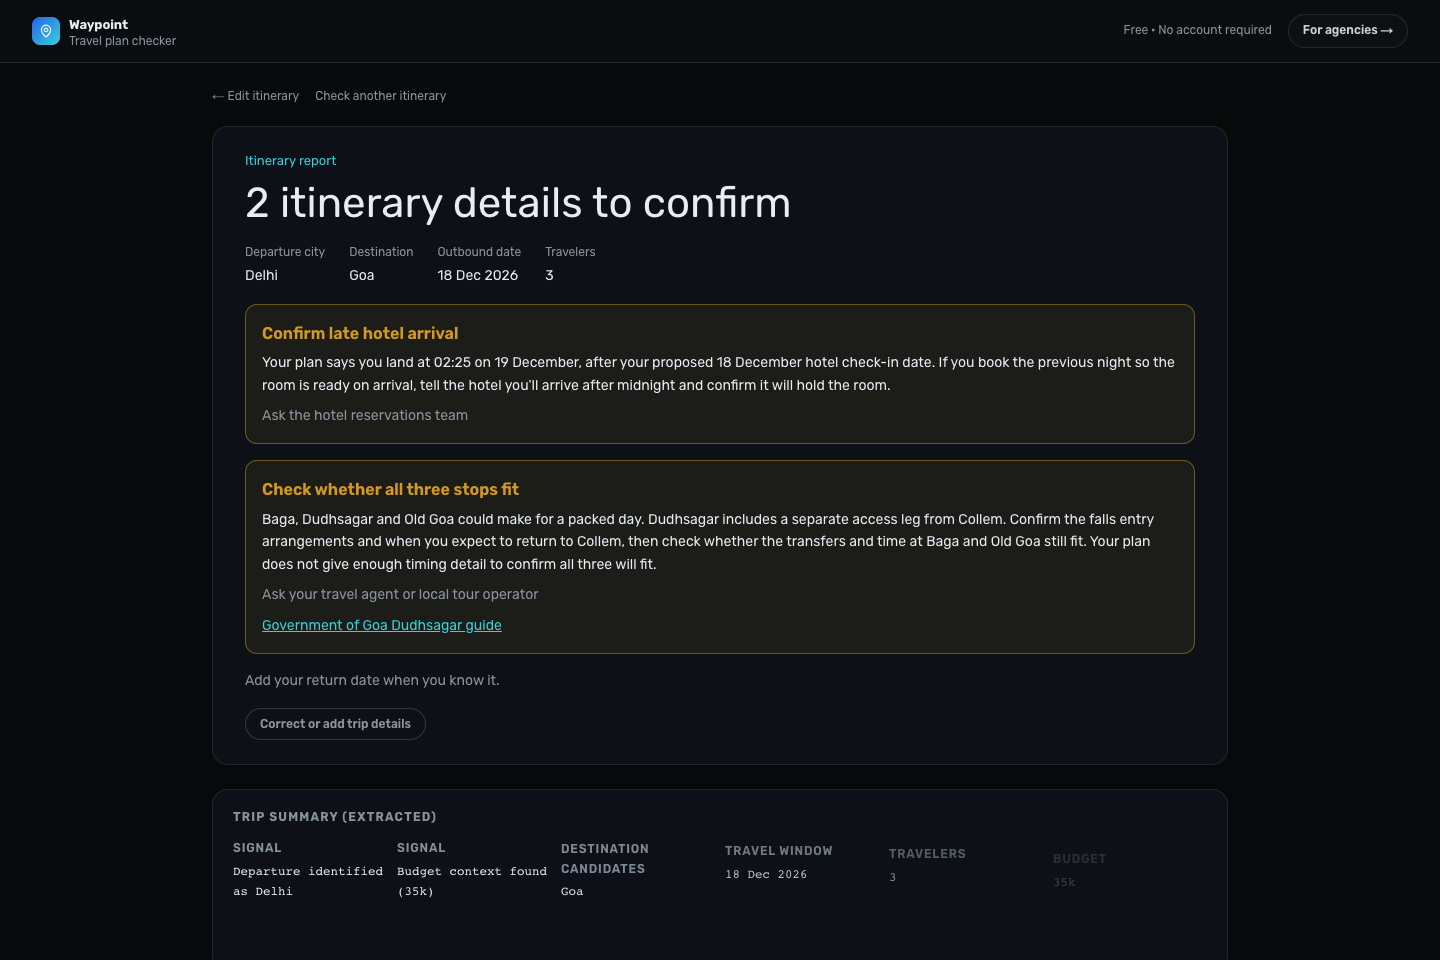 Waypoint
Travel plan checker
Free • No account required
For agencies →
← Edit itinerary
Check another itinerary
Itinerary report
2 itinerary details to confirm
Departure city
Delhi
Destination
Goa
Outbound date
18 Dec 2026
Travelers
3
Confirm late hotel arrival
Your plan says you land at 02:25 on 19 December, after your proposed 18 December hotel check-in date. If you book the previous night so the
room is ready on arrival, tell the hotel you'll arrive after midnight and confirm it will hold the room.
Ask the hotel reservations team
Check whether all three stops fit
Baga, Dudhsagar and Old Goa could make for a packed day. Dudhsagar includes a separate access leg from Collem. Confirm the falls entry
arrangements and when you expect to return to Collem, then check whether the transfers and time at Baga and Old Goa still fit. Your plan
does not give enough timing detail to confirm all three will fit.
Ask your travel agent or local tour operator
Government of Goa Dudhsagar guide
Add your return date when you know it.
Correct or add trip details
TRIP SUMMARY (EXTRACTED)
SIGNAL
Departure identified
as Delhi
SIGNAL
Budget context found
(35k)
DESTINATION
CANDIDATES
Goa
TRAVEL WINDOW
18 Dec 2026
TRAVELERS
3
BUDGET
35k